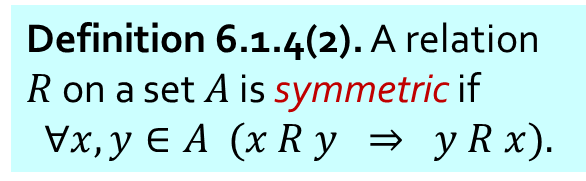 Definition 6.1.4(2). A relation
R on a set A is symmetric if
∀x, y ∈ A (x R y ⇒ y R x).